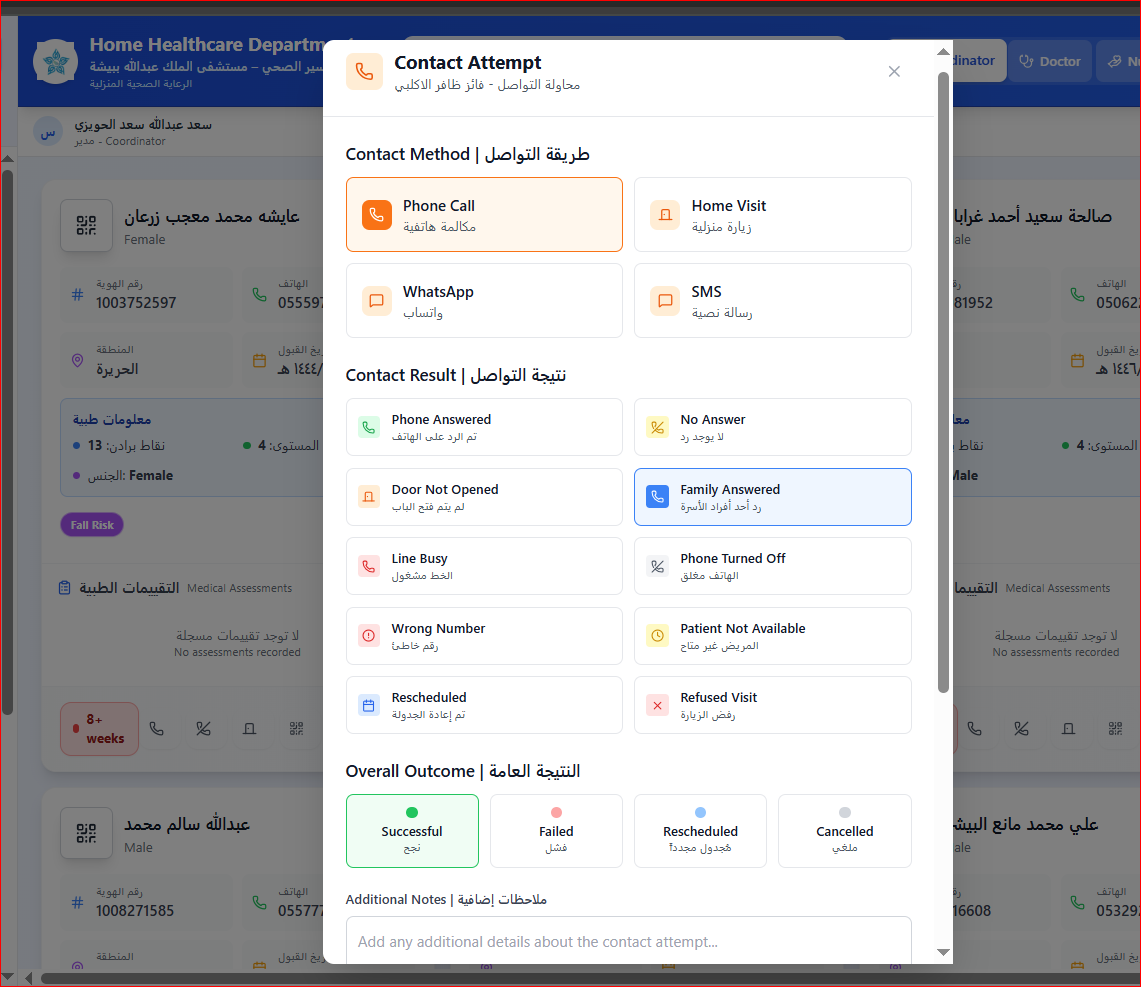 Home Healthcare Departm
سير الصحي – مستشفى الملك عبدالله ببيشة
الرعاية الصحية المنزلية
dinator
Doctor
Nu
س
سعد عبدالله سعد الحويزي
مدير - Coordinator
Contact Attempt
محاولة التواصل - فائز ظافر الاكلبي
Contact Method | طريقة التواصل
Phone Call
مكالمة هاتفية
Home Visit
زيارة منزلية
WhatsApp
واتساب
SMS
رسالة نصية
Contact Result | نتيجة التواصل
Phone Answered
تم الرد على الهاتف
No Answer
لا يوجد رد
Door Not Opened
لم يتم فتح الباب
Family Answered
رد أحد أفراد الأسرة
Line Busy
الخط مشغول
Phone Turned Off
الهاتف مغلق
Wrong Number
رقم خاطئ
Patient Not Available
المريض غير متاح
Rescheduled
تم إعادة الجدولة
Refused Visit
رفض الزيارة
Overall Outcome | النتيجة العامة
Successful
نجح
Failed
فشل
Rescheduled
مُجدول مجدداً
Cancelled
ملغي
Additional Notes | ملاحظات إضافية
Add any additional details about the contact attempt...
عايشه محمد معجب زرعان
Female
رقم الهوية
1003752597
الهاتف
05559
المنطقة
الحريرة
يخ القبول
١٤٤٤/ هـ
معلومات طبية
نقاط برادن: 13
المستوى: 4
الجنس: Female
Fall Risk
التقييمات الطبية Medical Assessments
لا توجد تقييمات مسجلة
No assessments recorded
8+
weeks
عبدالله سالم محمد
Male
رقم الهوية
1008271585
الهاتف
05577
المنطقة
يخ القبول
صالحة سعيد أحمد غرابا
ale
81952
الهاتف
05062
يخ القبول
١٤٤٦/ هـ
نقاط
المستوى: 4
Male
التقييما Medical Assessments
لا توجد تقييمات مسجلة
No assessments recorded
علي محمد مانع البيش
ale
16608
الهاتف
05329
يخ القبول